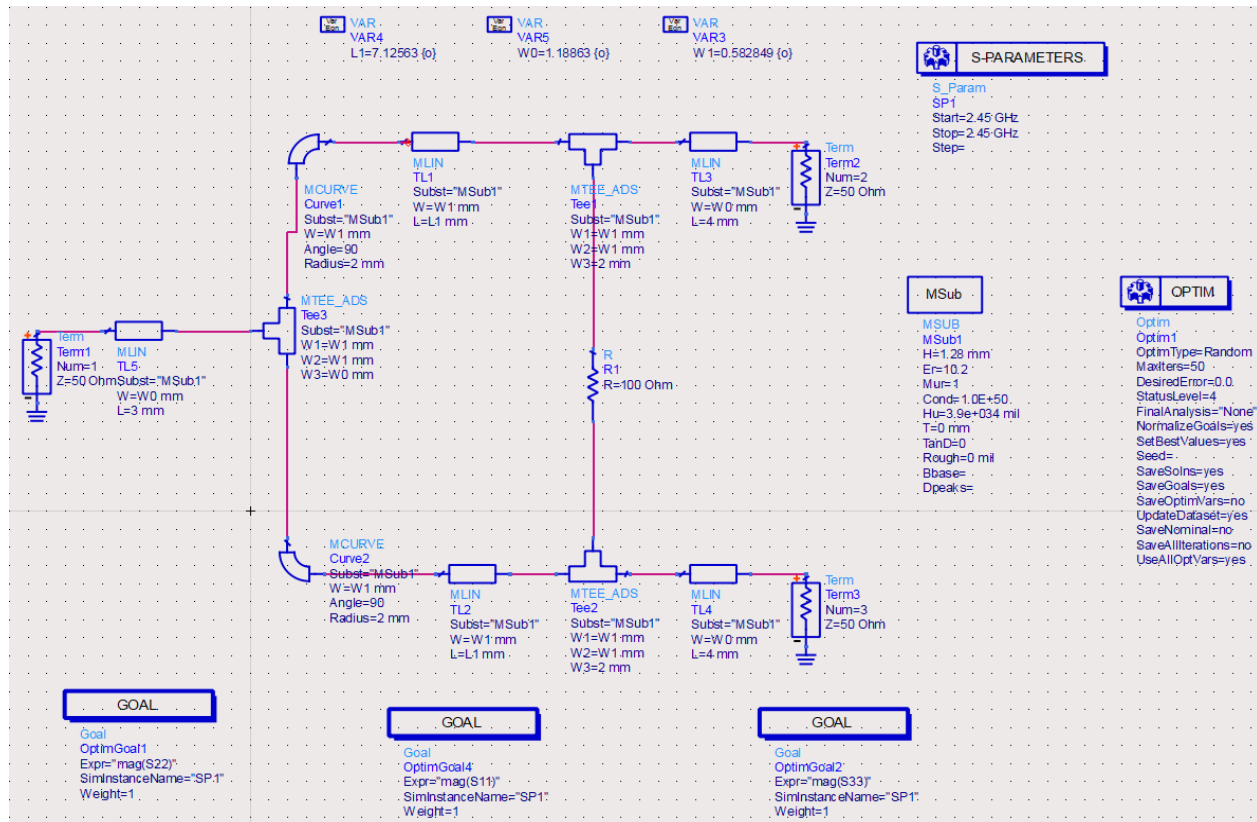 Var
Eqn
VAR
VAR4
L1=7.12563 {o}
Var
Eqn
VAR
VAR5
W0=1.18863 {o}
Var
Eqn
VAR
VAR3
W1=0.582849 {o}
S-PARAMETERS
S_Param
SP1
Start=2.45 GHz
Stop=2.45 GHz
Step=
MCURVE
Curve1
Subst="MSub1"
W=W1 mm
Angle=90
Radius=2 mm
MLIN
TL1
Subst="MSub1"
W=W1 mm
L=L1 mm
MTEE_ADS
Tee1
Subst="MSub1"
W1=W1 mm
W2=W1 mm
W3=2 mm
MLIN
TL3
Subst="MSub1"
W=W0 mm
L=4 mm
Term
Term2
Num=2
Z=50 Ohm
Term
Term1
Num=1
Z=50 Ohm
MLIN
TL5
Subst="MSub1"
W=W0 mm
L=3 mm
MTEE_ADS
Tee3
Subst="MSub1"
W1=W1 mm
W2=W1 mm
W3=W0 mm
R
R1
R=100 Ohm
MSub
MSUB
MSub1
H=1.28 mm
Er=10.2
Mur=1
Cond=1.0E+50
Hu=3.9e+034 mil
T=0 mm
TanD=0
Rough=0 mil
Bbase=
Dpeaks=
OPTIM
Optim
Optim1
OptimType=Random
MaxIters=50
DesiredError=0.0
StatusLevel=4
FinalAnalysis="None"
NormalizeGoals=yes
SetBestValues=yes
Seed=
SaveSolns=yes
SaveGoals=yes
SaveOptimVars=no
UpdateDataset=yes
SaveNominal=no
SaveAllIterations=no
UseAllOptVars=yes
MCURVE
Curve2
Subst="MSub1"
W=W1 mm
Angle=90
Radius=2 mm
MLIN
TL2
Subst="MSub1"
W=W1 mm
L=L1 mm
MTEE_ADS
Tee2
Subst="MSub1"
W1=W1 mm
W2=W1 mm
W3=2 mm
MLIN
TL4
Subst="MSub1"
W=W0 mm
L=4 mm
Term
Term3
Num=3
Z=50 Ohm
GOAL
Goal
OptimGoal1
Expr="mag(S22)"
SimInstanceName="SP1"
Weight=1
GOAL
Goal
OptimGoal4
Expr="mag(S11)"
SimInstanceName="SP1"
Weight=1
GOAL
Goal
OptimGoal2
Expr="mag(S33)"
SimInstanceName="SP1"
Weight=1